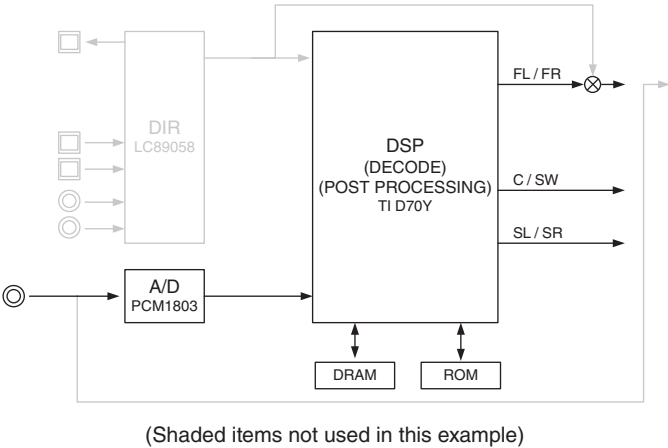 DIR
LC89058
DSP
(DECODE)
(POST PROCESSING)
TI D70Y
FL / FR
C / SW
SL / SR
A/D
PCM1803
DRAM
ROM
(Shaded items not used in this example)